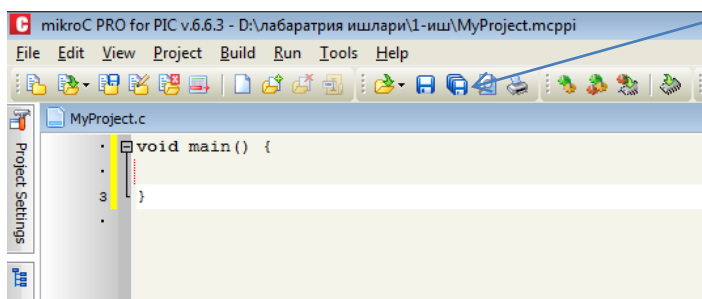 mikroC PRO for PIC v.6.6.3 - D:\лабаратрия ишлари\1-иш\MyProject.mcppi
File Edit View Project Build Run Tools Help
MyProject.c
void main() {
3 }
Project Settings